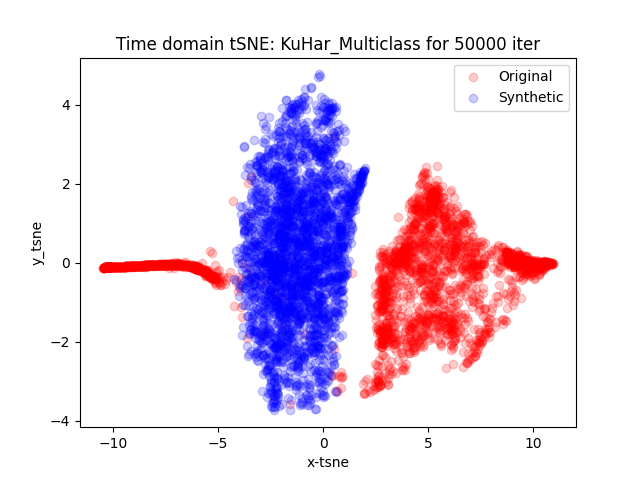 Time domain tSNE: KuHar_Multiclass for 50000 iter
Original
Synthetic
4
2
0
−2
−4
y_tsne
−10
−5
0
5
10
x-tsne